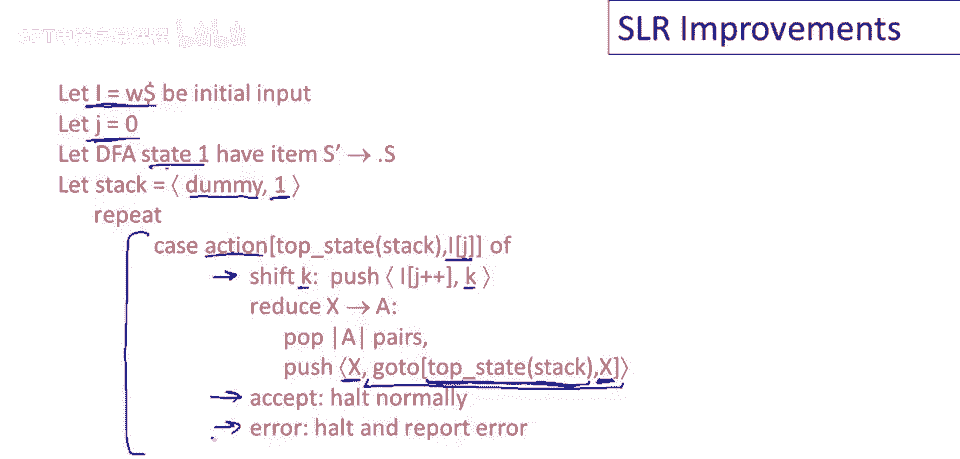 SLR Improvements
Let I = w$ be initial input
Let j = 0
Let DFA state 1 have item S’ → .S
Let stack = ⟨ dummy, 1 ⟩
repeat
case action[top_state(stack),I[j]] of
shift k: push ⟨ I[j++], k ⟩
reduce X → A:
pop |A| pairs,
push ⟨X, goto[top_state(stack),X]⟩
accept: halt normally
error: halt and report error